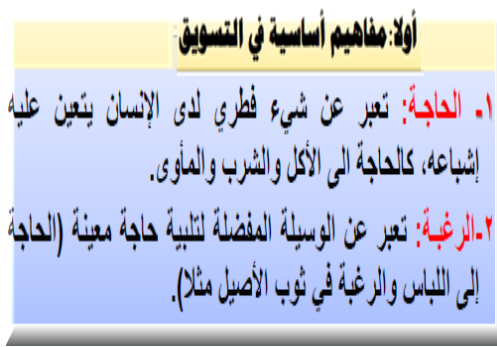 أولا: مفاهيم أساسية في التسويق
١- الحاجة: تعبر عن شيء فطري لدى الإنسان يتعين عليه
إشباعه، كالحاجة الى الأكل والشرب والمأوى.
٢-الرغبة: تعبر عن الوسيلة المفضلة لتلبية حاجة معينة (الحاجة
إلى اللباس والرغبة في ثوب الأصيل مثلا).